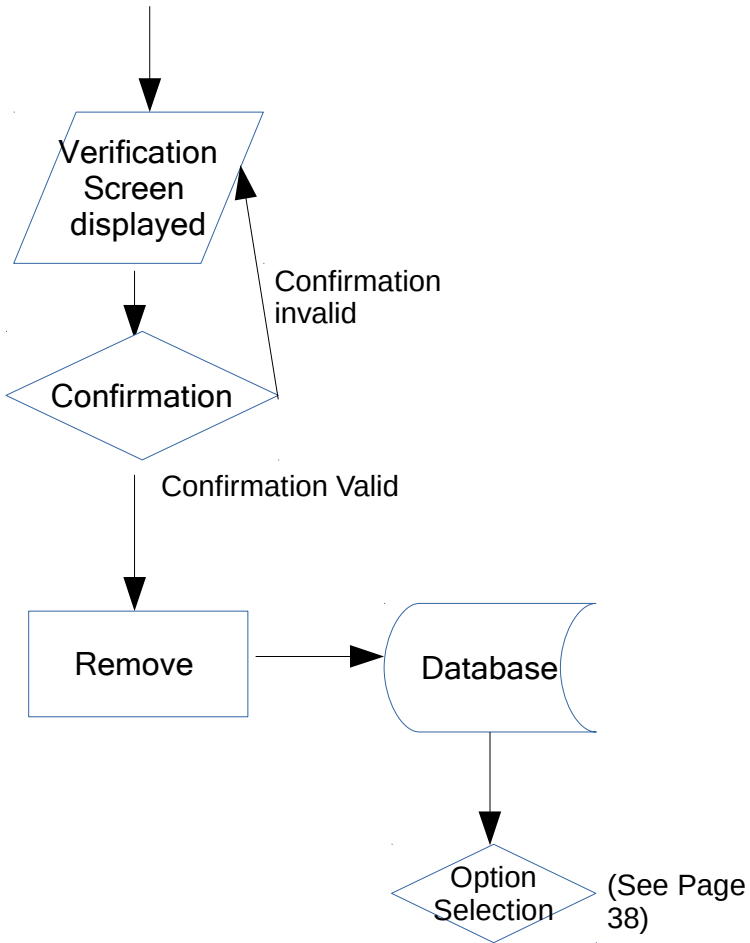 Verification
Screen
displayed
Confirmation
invalid
Confirmation
Confirmation Valid
Remove
Database
Option
Selection
(See Page
38)